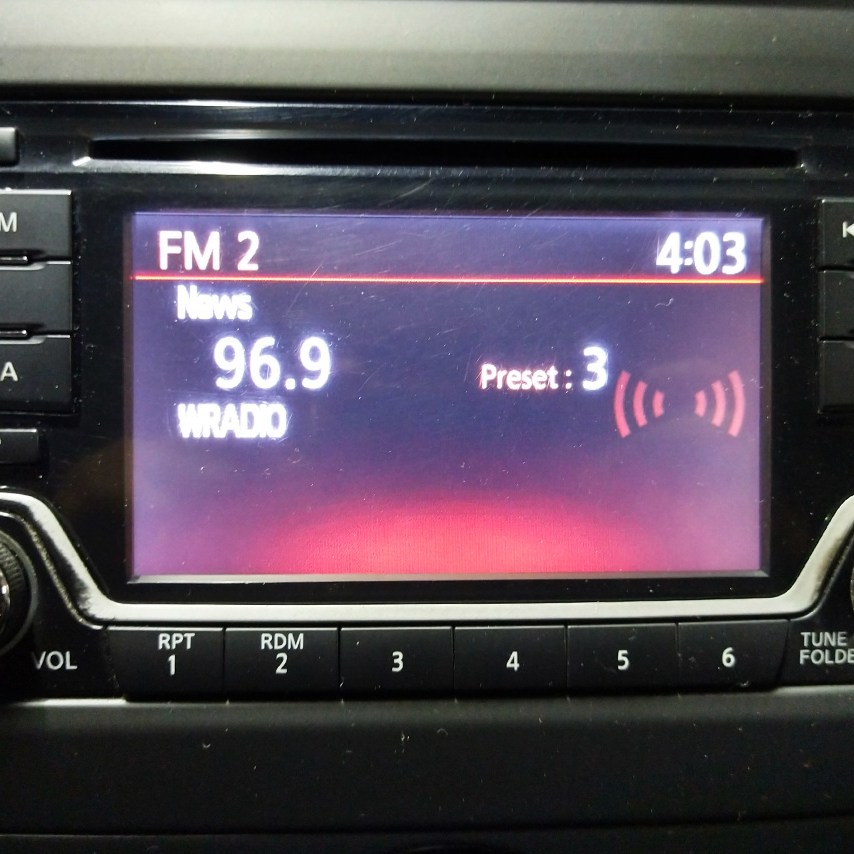 FM 2 4:03
News
96.9 Preset : 3
WRADIO
VOL
RPT
1
RDM
2
3
4
5
6
TUNE